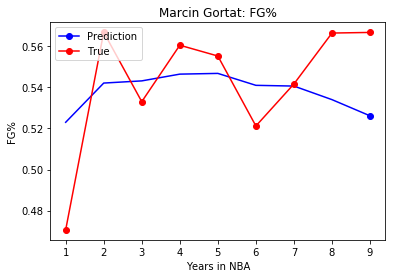 Marcin Gortat: FG%
Prediction
True
0.56
0.54
0.52
0.50
0.48
FG%
1 2 3 4 5 6 7 8 9
Years in NBA